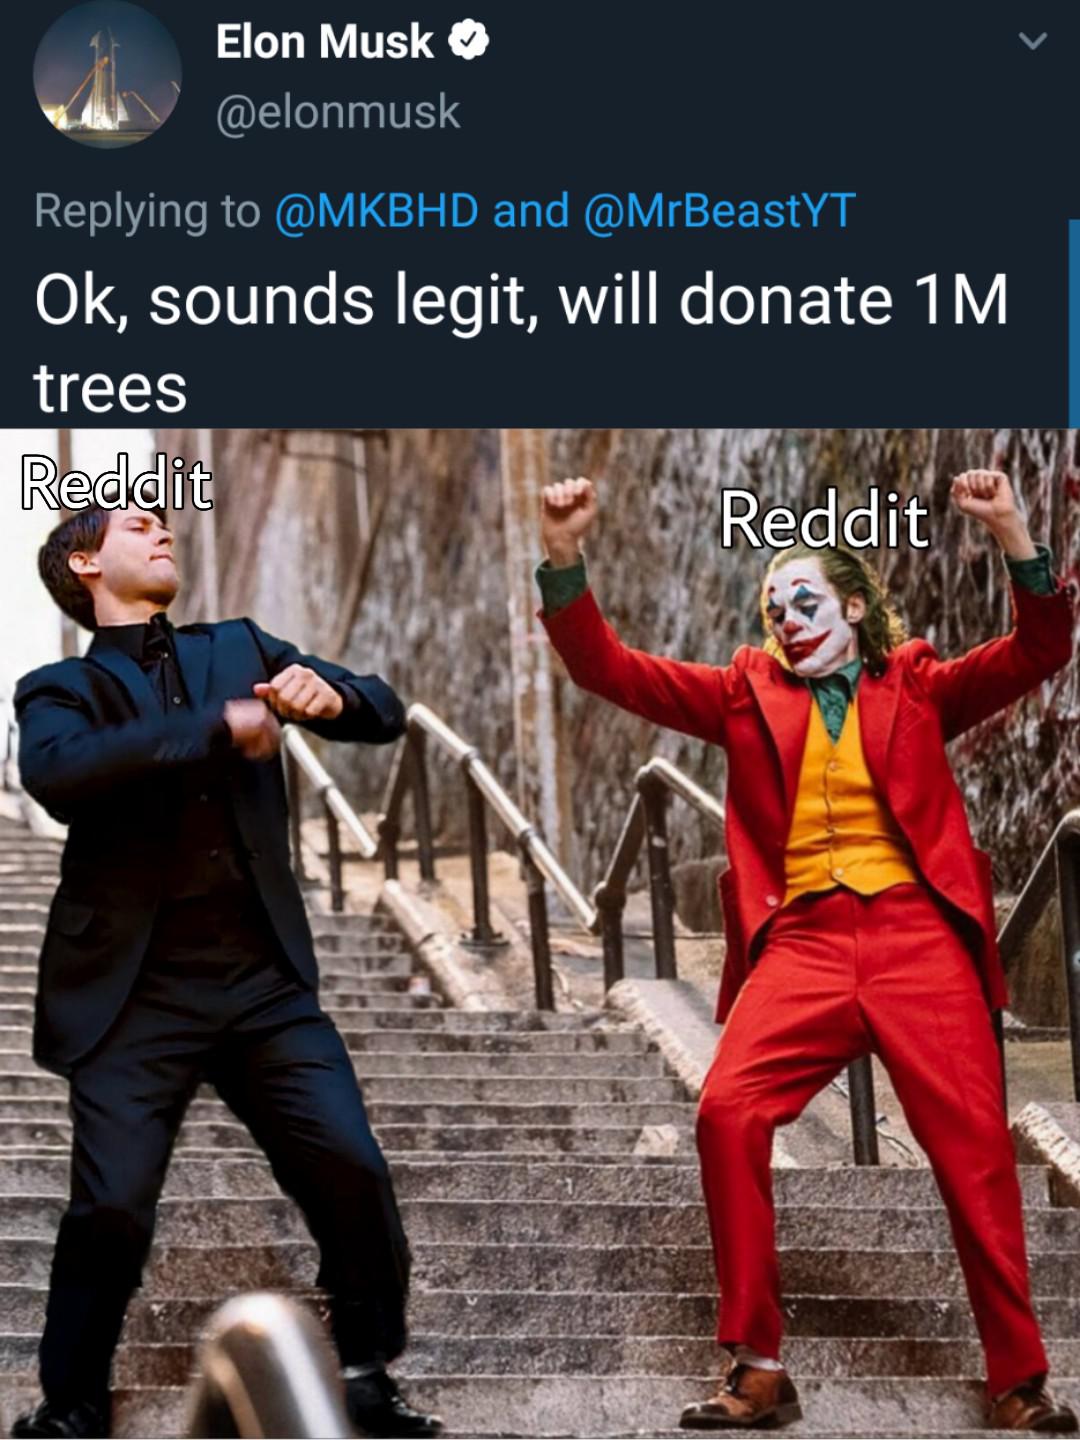 Elon Musk
@elonmusk
Replying to @MKBHD and @MrBeastYT
Ok, sounds legit, will donate 1M
trees
Reddit
Reddit